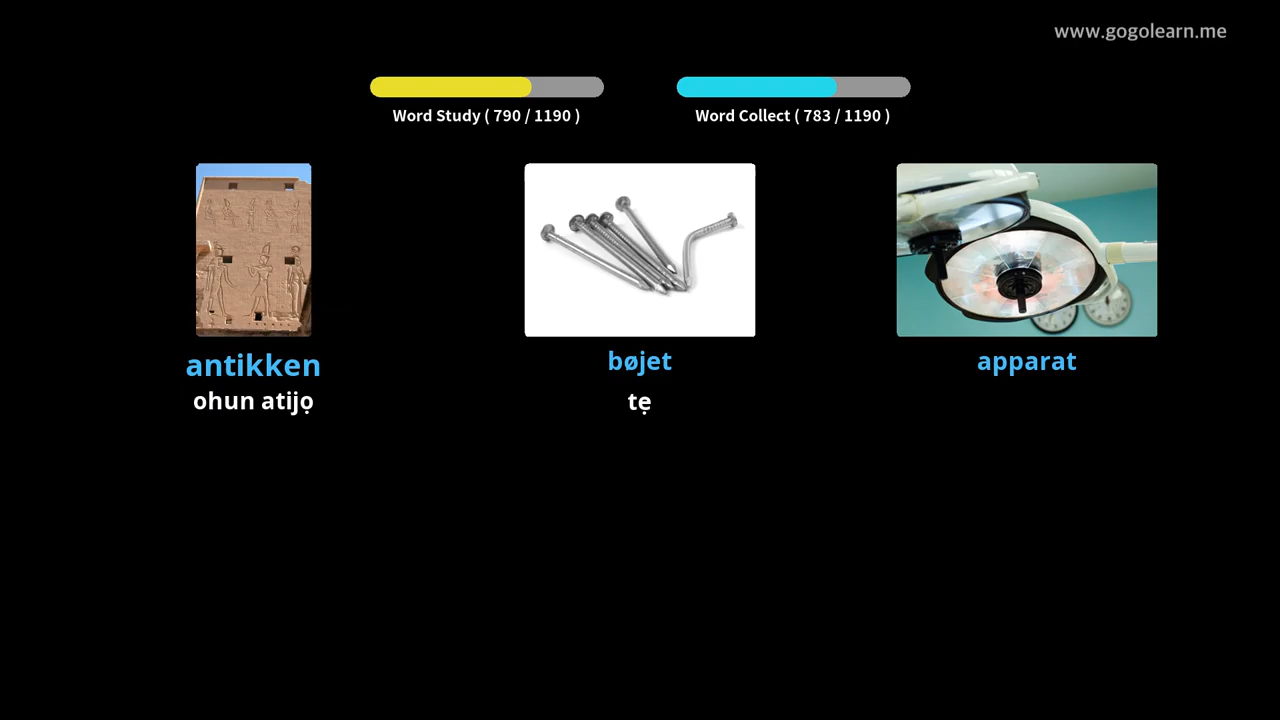 www.gogolearn.me
Word Study ( 790 / 1190 )
Word Collect ( 783 / 1190 )
antikken
ohun atijọ
bøjet
tẹ
apparat